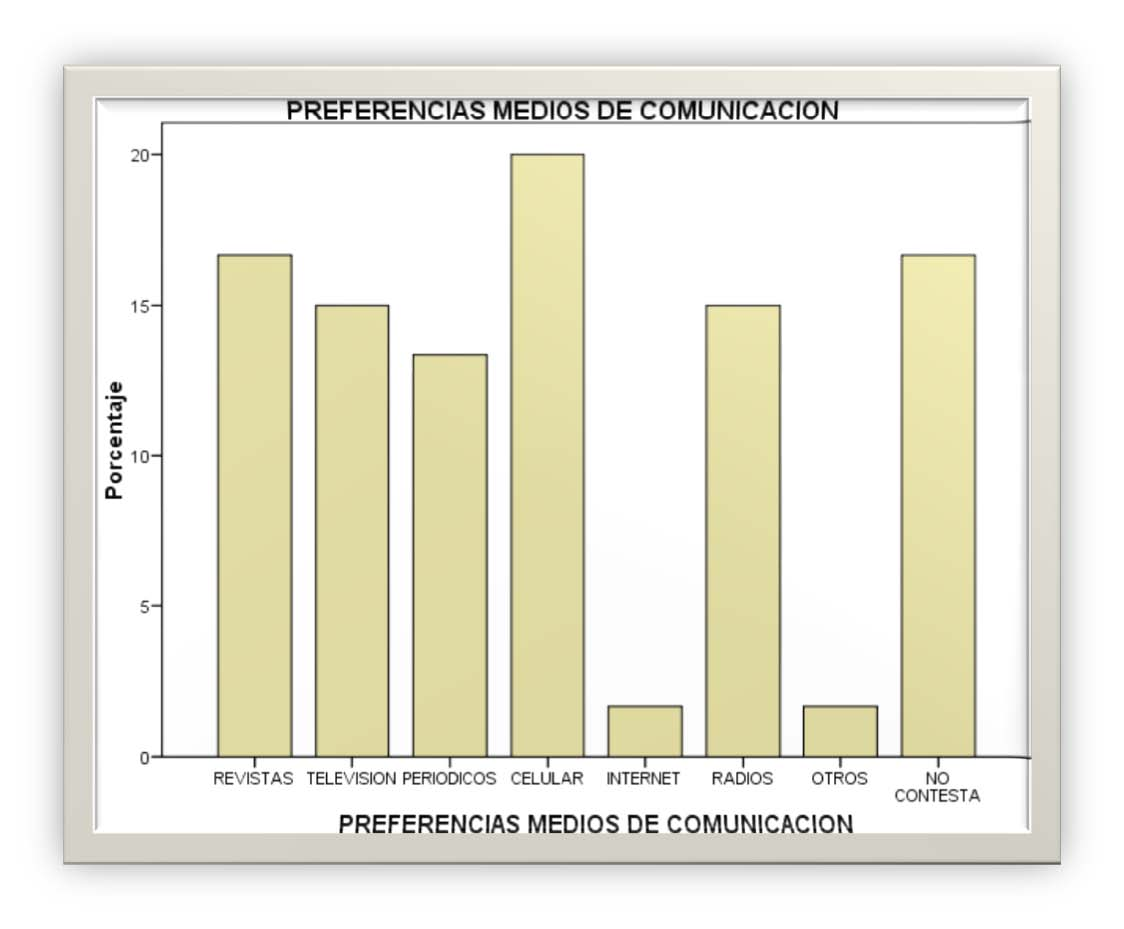 PREFERENCIAS MEDIOS DE COMUNICACION
20
15
10
5
0
Porcentaje
REVISTAS TELEVISION PERIODICOS CELULAR INTERNET RADIOS OTROS NO CONTESTA
PREFERENCIAS MEDIOS DE COMUNICACION